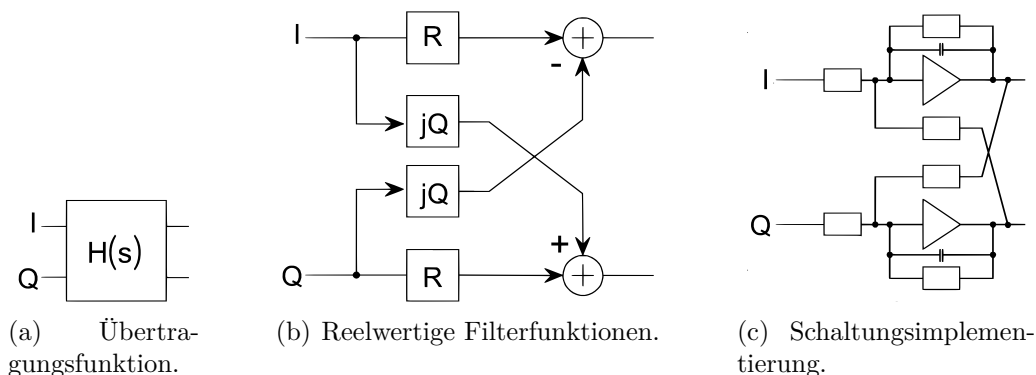 I
Q
H(s)
I
R
-
+
jQ
jQ
Q
+
R
+
I
Q
(a) Übertra-
gungsfunktion.
(b) Reelwertige Filterfunktionen.
(c) Schaltungsimplemen-
tierung.